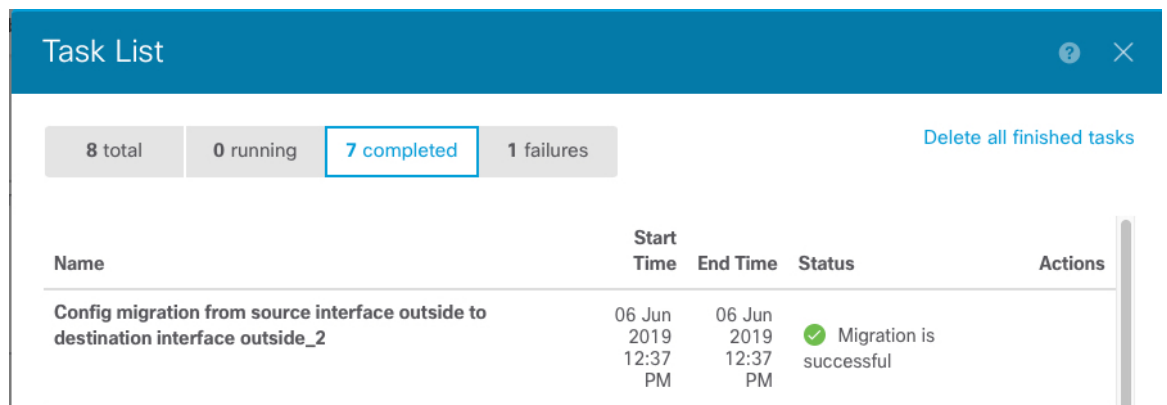 Task List
8 total 0 running 7 completed 1 failures
Delete all finished tasks
Name Start Time End Time Status Actions
Config migration from source interface outside to
destination interface outside_2
06 Jun
2019
12:37
PM
06 Jun
2019
12:37
PM
Migration is
successful